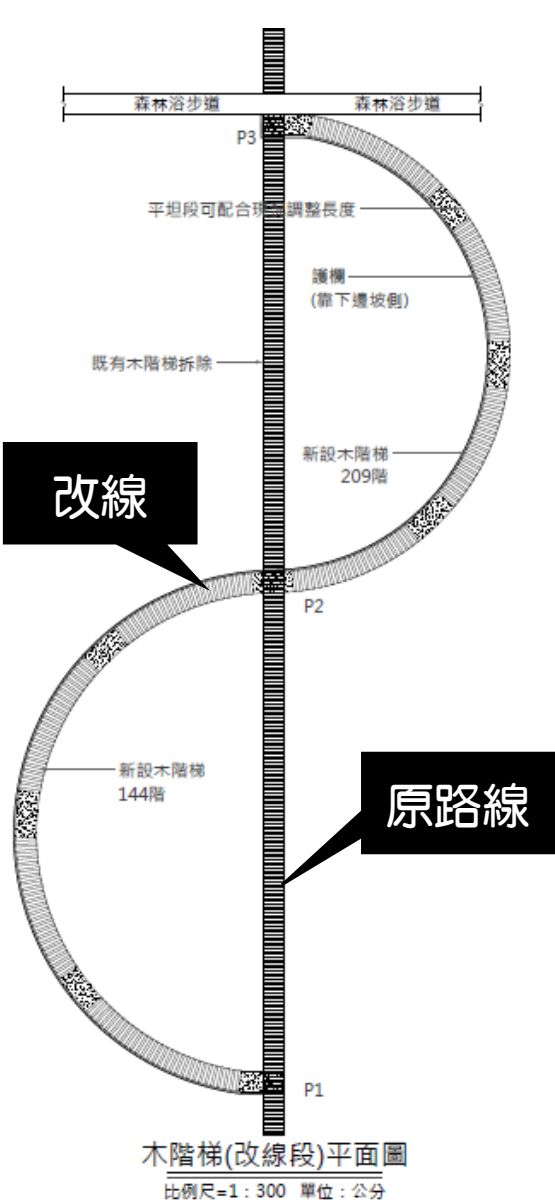 森林浴步道 森林浴步道
P3
平坦段可配合現況調整長度
護欄
(靠下邊坡側)
既有木階梯拆除
新設木階梯
209階
改線
P2
新設木階梯
144階
原路線
P1
木階梯(改線段)平面圖
比例尺=1：300 單位：公分